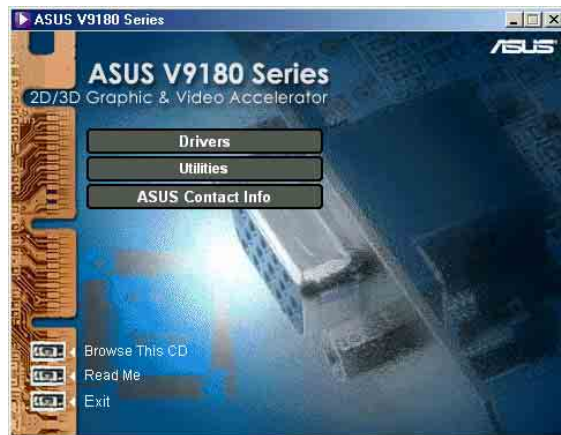 ASUS V9180 Series
ASUS
ASUS V9180 Series
2D/3D Graphic & Video Accelerator
Drivers
Utilities
ASUS Contact Info
Browse This CD
Read Me
Exit